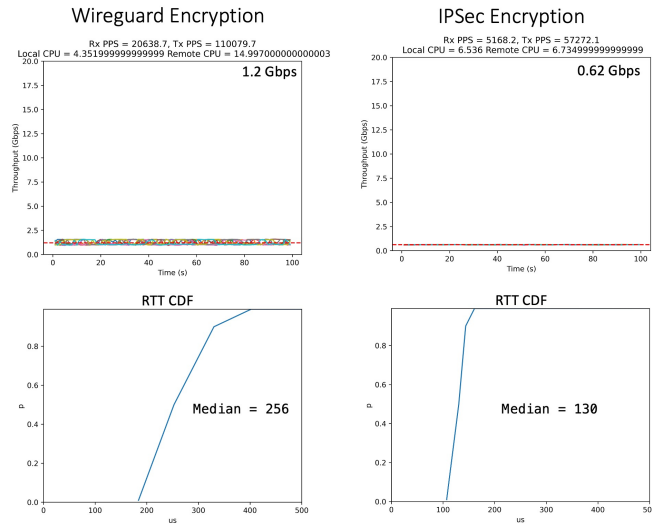 Wireguard Encryption
Rx PPS = 20638.7, Tx PPS = 110079.7
Local CPU = 4.351999999999999 Remote CPU = 14.997000000000003
1.2 Gbps
Throughput (Gbps)
20.0
17.5
15.0
12.5
10.0
7.5
5.0
2.5
0.0
0 20 40 60 80 100
Time (s)
IPSec Encryption
Rx PPS = 5168.2, Tx PPS = 57272.1
Local CPU = 6.536 Remote CPU = 6.734999999999999
0.62 Gbps
Throughput (Gbps)
20.0
17.5
15.0
12.5
10.0
7.5
5.0
2.5
0.0
0 20 40 60 80 100
Time (s)
RTT CDF
Median = 256
p
0.8
0.6
0.4
0.2
0.0
0 100 200 300 400 500
us
RTT CDF
Median = 130
p
0.8
0.6
0.4
0.2
0.0
0 100 200 300 400 500
us